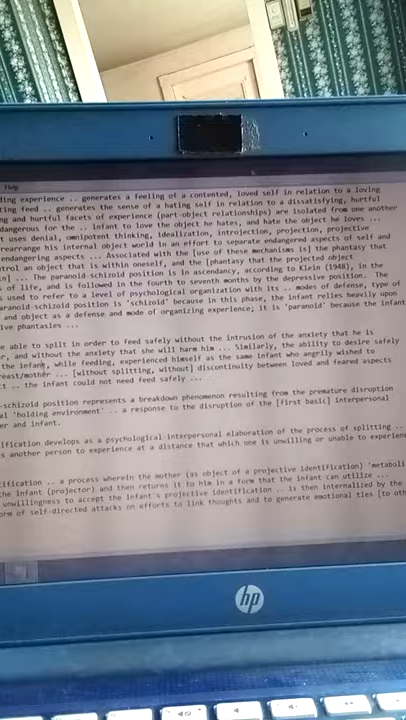 Help
ding experience .. generates a feeling of a contented, loved self in relation to a loving
ting feed .. generates the sense of a hating self in relation to a dissatisfying, hurtful
ng and hurtful facets of experience (part-object relationships) are isolated from one another
dangerous for the .. infant to love the object he hates, and hate the object he loves ...
t uses denial, omnipotent thinking, idealization, introjection, projection, projective
rearrange his internal object world in an effort to separate endangered aspects of self and
endangering aspects ... Associated with the [use of these mechanisms is] the phantasy that
ntrol an object that is within oneself, and the [phantasy that the projected object
in] ... The paranoid-schizoid position is in ascendancy, according to Klein (1948), in the
s of life, and is followed in the fourth to seventh months by the depressive position. The
s used to refer to a level of psychological organization with its .. modes of defense, type of
aranoid-schizoid position is 'schizoid' because in this phase, the infant relies heavily upon
and object as a defense and mode of organizing experience; it is 'paranoid' because the infant
ive phantasies ...
e able to split in order to feed safely without the intrusion of the anxiety that he is
r, and without the anxiety that she will harm him ... Similarly, the ability to desire safely
the infant, while feeding, experienced himself as the same infant who angrily wished to
reast/mother ... [without splitting, without] discontinuity between loved and feared aspects
ct .. the infant could not need feed safely ...
-schizoid position represents a breakdown phenomenon resulting from the premature disruption
al 'holding environment' .. a response to the disruption of the [first basic] interpersonal
er and infant.
ification develops as a psychological-interpersonal elaboration of the process of splitting ..
s another person to experience at a distance that which one is unwilling or unable to experien
tification .. a process wherein the mother (as object of a projective identification) 'metaboli
the infant (projector) and then returns it to him in a form that the infant can utilize ...
unwillingness to accept the infant's projective identification .. is then internalized by the
orm of self-directed attacks on efforts to link thoughts and to generate emotional ties [to oth
hp